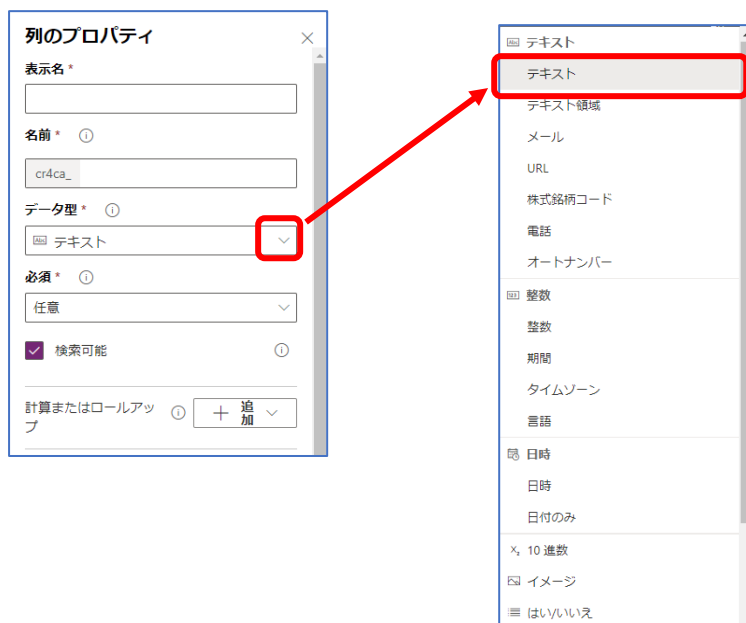 列のプロパティ
表示名 *
名前 *
cr4ca_
データ型 *
Abc テキスト
必須 *
任意
検索可能
計算またはロールアッ
プ
追
加
Abc テキスト
テキスト
テキスト領域
メール
URL
株式銘柄コード
電話
オートナンバー
123 整数
整数
期間
タイムゾーン
言語
日時
日時
日付のみ
10 進数
イメージ
はい/いいえ